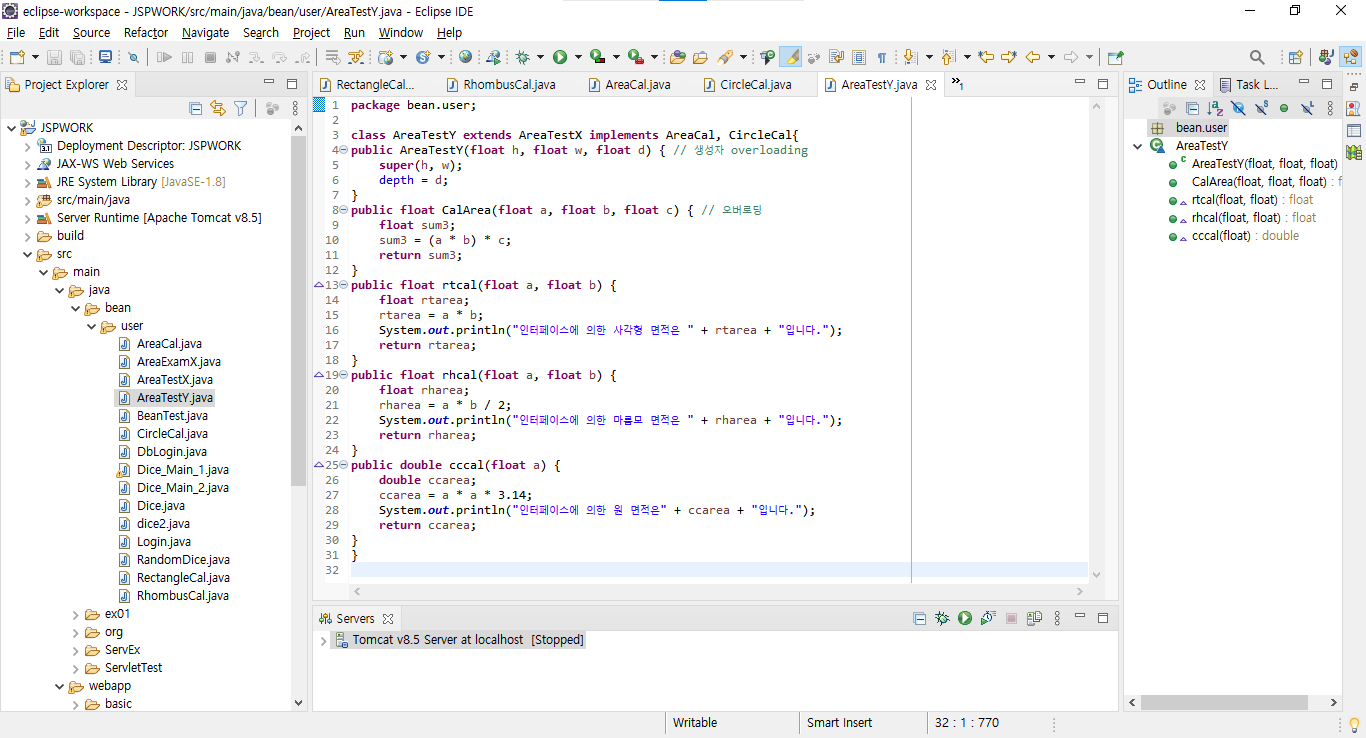 eclipse-workspace - JSPWORK/src/main/java/bean/user/AreaTestY.java - Eclipse IDE
File Edit Source Refactor Navigate Search Project Run Window Help
Project Explorer
JSPWORK
Deployment Descriptor: JSPWORK
JAX-WS Web Services
JRE System Library [JavaSE-1.8]
src/main/java
Server Runtime [Apache Tomcat v8.5]
build
src
main
java
bean
user
AreaCal.java
AreaExamX.java
AreaTestX.java
AreaTestY.java
BeanTest.java
CircleCal.java
DbLogin.java
Dice_Main_1.java
Dice_Main_2.java
Dice.java
dice2.java
Login.java
RandomDice.java
RectangleCal.java
RhombusCal.java
ex01
org
ServEx
ServletTest
webapp
basic
RectangleCal... RhombusCal.java AreaCal.java CircleCal.java AreaTestY.java »1
1 package bean.user;
2
3 class AreaTestY extends AreaTestX implements AreaCal, CircleCal{
4 public AreaTestY(float h, float w, float d) { // 생성자 overloading
5 super(h, w);
6 depth = d;
7 }
8 public float CalArea(float a, float b, float c) { // 오버로딩
9 float sum3;
10 sum3 = (a * b) * c;
11 return sum3;
12 }
13 public float rtcal(float a, float b) {
14 float rtarea;
15 rtarea = a * b;
16 System.out.println("인터페이스에 의한 사각형 면적은 " + rtarea + "입니다.");
17 return rtarea;
18 }
19 public float rhcal(float a, float b) {
20 float rharea;
21 rharea = a * b / 2;
22 System.out.println("인터페이스에 의한 마름모 면적은 " + rharea + "입니다.");
23 return rharea;
24 }
25 public double cccal(float a) {
26 double ccarea;
27 ccarea = a * a * 3.14;
28 System.out.println("인터페이스에 의한 원 면적은" + ccarea + "입니다.");
29 return ccarea;
30 }
31 }
32
Servers
Tomcat v8.5 Server at localhost [Stopped]
Outline Task L...
bean.user
AreaTestY
AreaTestY(float, float, float)
CalArea(float, float, float) : f
rtcal(float, float) : float
rhcal(float, float) : float
cccal(float) : double
Writable Smart Insert 32 : 1 : 770